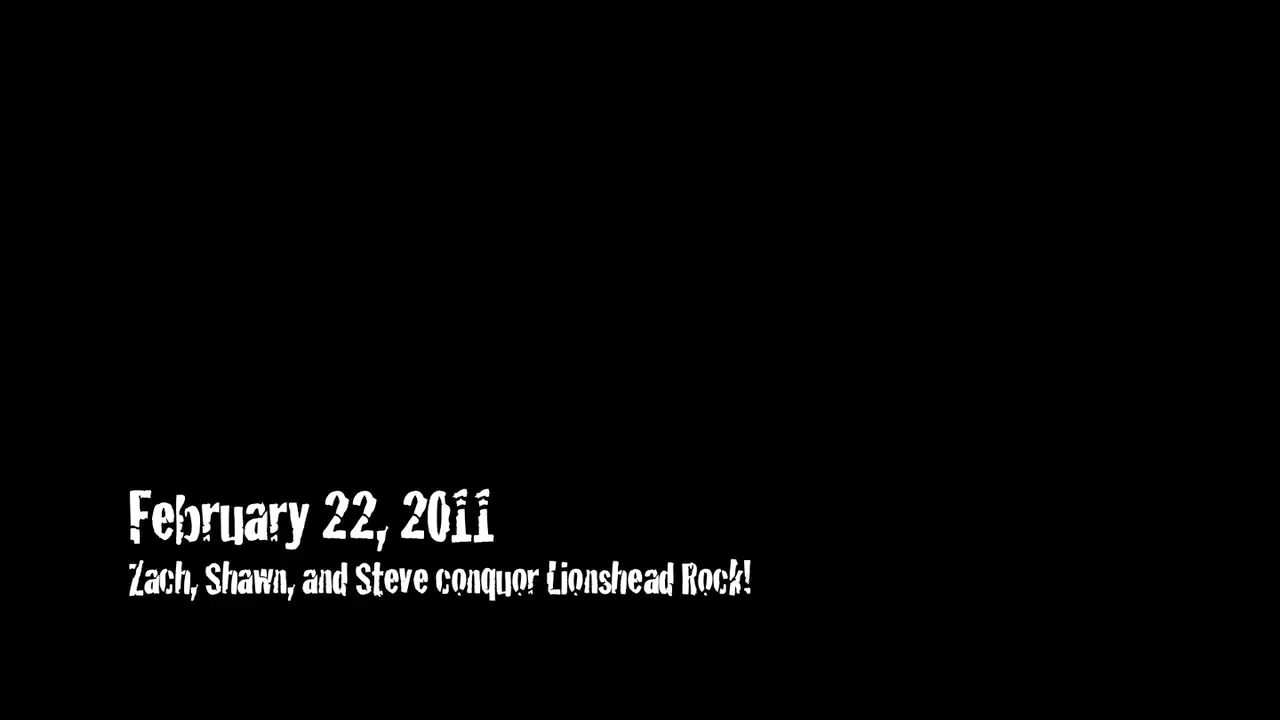 February 22, 2011
Zach, Shawn, and Steve conquor Lionshead Rock!